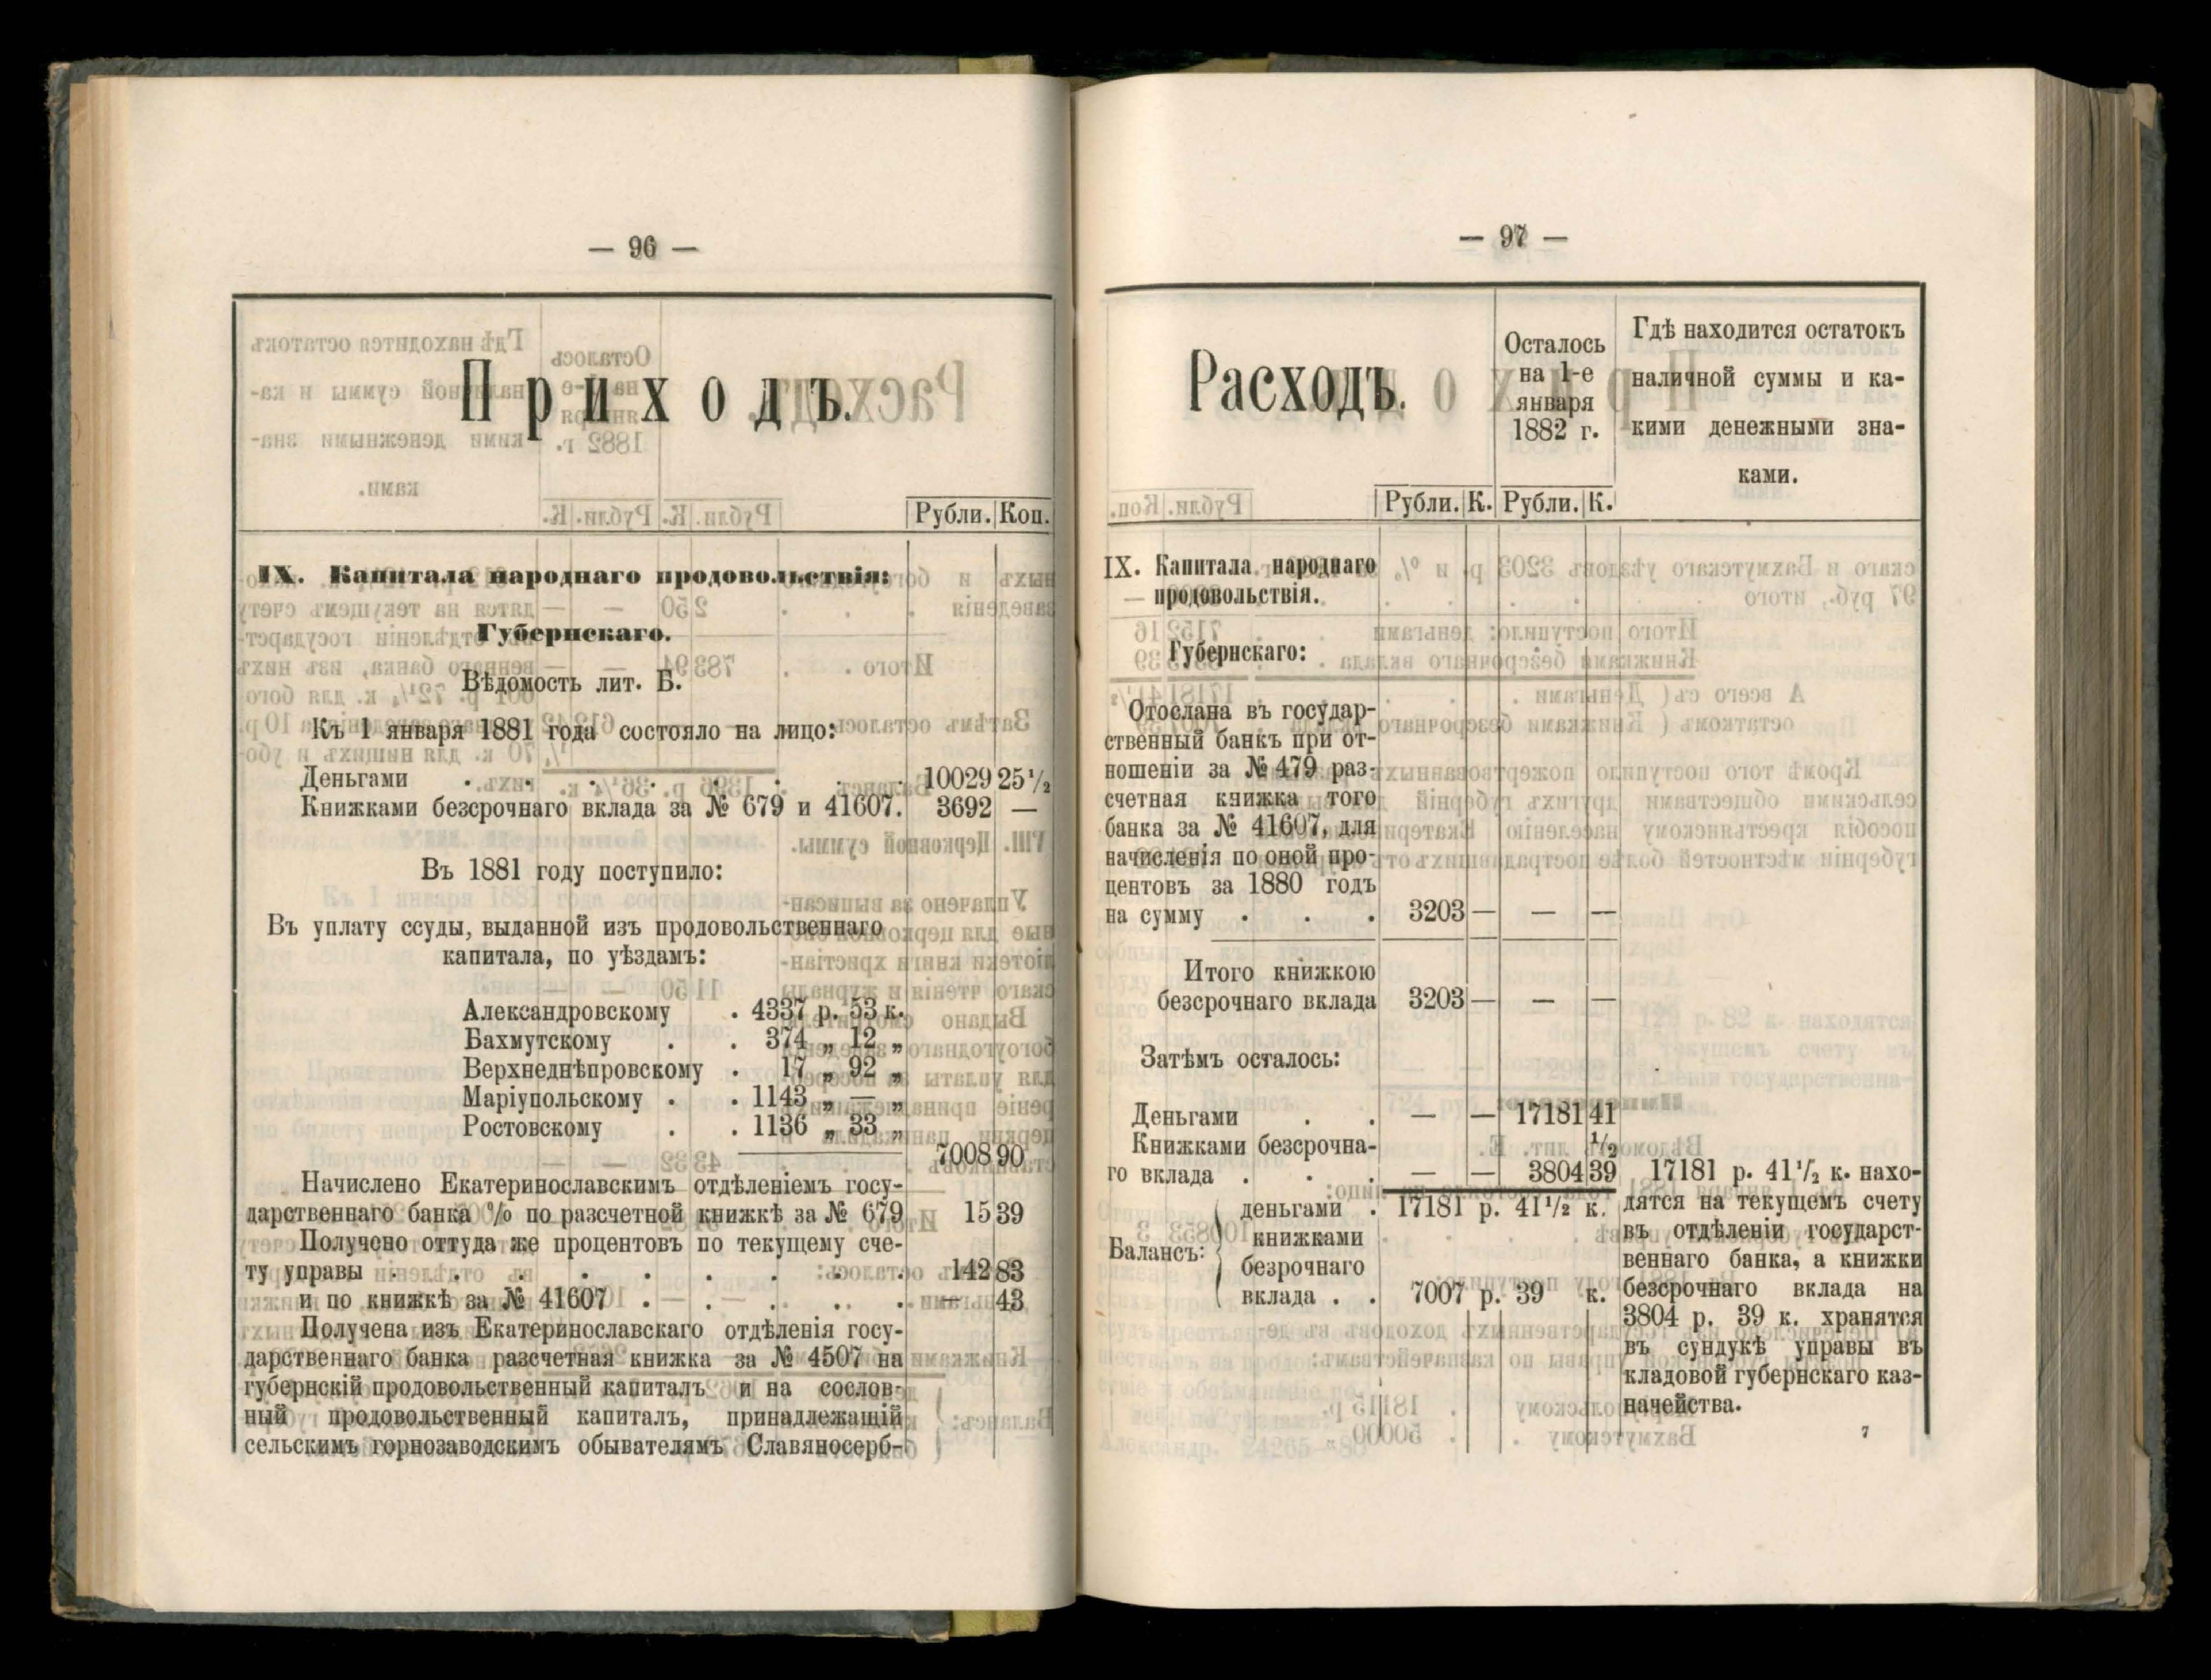 — 96 —
Приходъ.
Рубли. Коп.
IX. Капитала народнаго продовольствія:
Губернскаго.
Вѣдомость лит. Б.
Къ 1 января 1881 года состояло на лицо:
Деньгами . . . . . . . . 10029 25½
Книжками безсрочнаго вклада за № 679 и 41607. 3692 —
Въ 1881 году поступило:
Въ уплату ссуды, выданной изъ продовольственнаго
капитала, по уѣздамъ:
Александровскому . 4337 р. 53 к.
Бахмутскому . . 374 „ 12 „
Верхнеднѣпровскому . 17 „ 92 „
Маріупольскому . . 1143 „ — „
Ростовскому . . 1136 „ 33 „
7008 90
Начислено Екатеринославскимъ отдѣленіемъ госу-
дарственнаго банка % по разсчетной книжкѣ за № 679 15 39
Получено оттуда же процентовъ по текущему сче-
ту управы . . . . . . . . 142 83
и по книжкѣ за № 41607 . . . . . — 43
Получена изъ Екатеринославскаго отдѣленія госу-
дарственнаго банка разсчетная книжка за № 4507 на
губернскій продовольственный капиталъ и на сослов-
ный продовольственный капиталъ, принадлежащій
сельскимъ горнозаводскимъ обывателямъ Славяносерб-
— 97 —
Расходъ.
Осталось
на 1-е
января
1882 г.
Гдѣ находится остатокъ
наличной суммы и ка-
кими денежными зна-
ками.
Рубли. К. Рубли. К.
IX. Капитала народнаго
продовольствія.
Губернскаго:
Отослана въ государ-
ственный банкъ при от-
ношеніи за № 479 раз-
счетная книжка того
банка за № 41607, для
начисленія по оной про-
центовъ за 1880 годъ
на сумму . . . 3203 — — —
Итого книжкою
безсрочнаго вклада 3203 — — —
Затѣмъ осталось:
Деньгами . . — — 17181 41
Книжками безсрочна- ½
го вклада . . . — — 3804 39
Балансъ:
деньгами . 17181 р. 41½ к.
книжками
безрочнаго
вклада . . 7007 р. 39 к.
17181 р. 41½ к. нахо-
дятся на текущемъ счету
въ отдѣленіи государст-
веннаго банка, а книжки
безсрочнаго вклада на
3804 р. 39 к. хранятся
въ сундукѣ управы въ
кладовой губернскаго каз-
начейства.
7